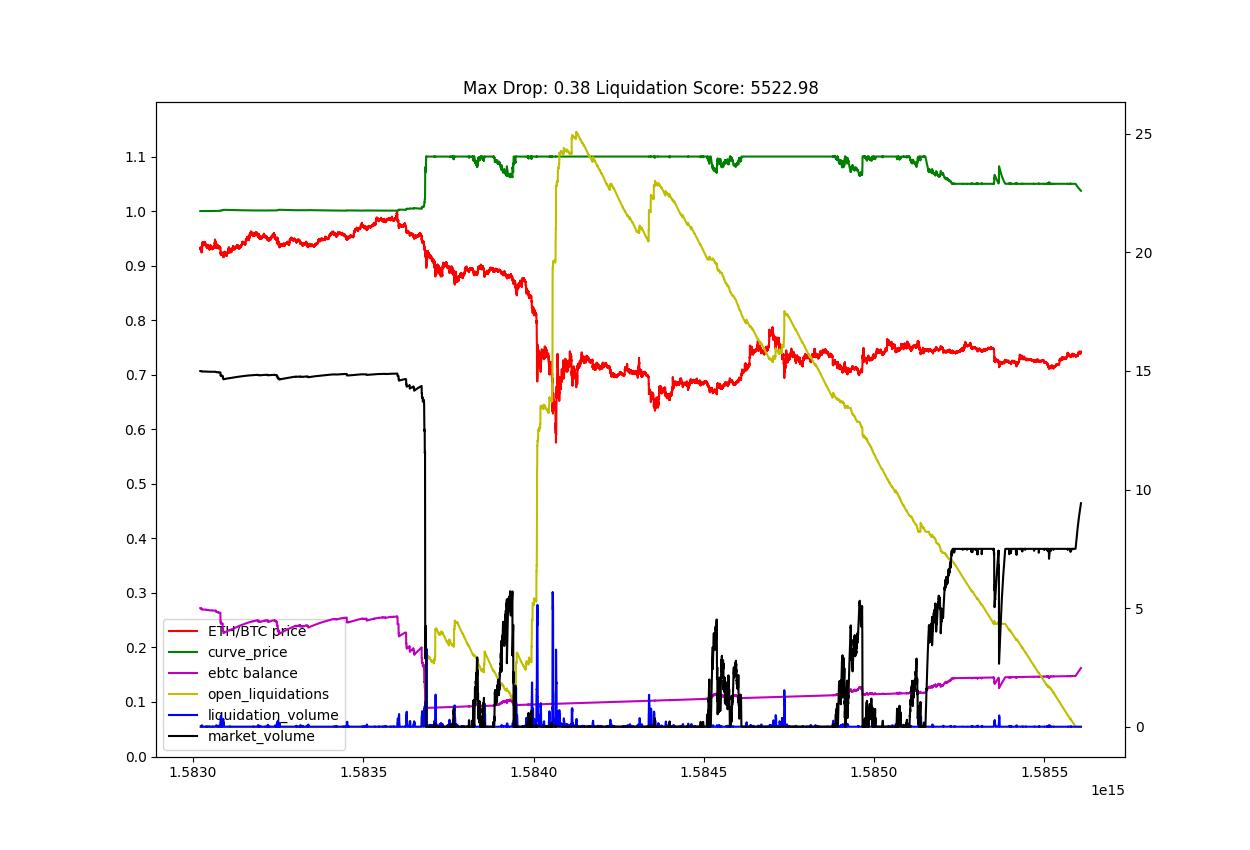 Max Drop: 0.38 Liquidation Score: 5522.98
1.1
1.0
0.9
0.8
0.7
0.6
0.5
0.4
0.3
0.2
0.1
0.0
25
20
15
10
5
0
ETH/BTC price
curve_price
ebtc balance
open_liquidations
liquidation_volume
market_volume
1.5830 1.5835 1.5840 1.5845 1.5850 1.5855
1e15